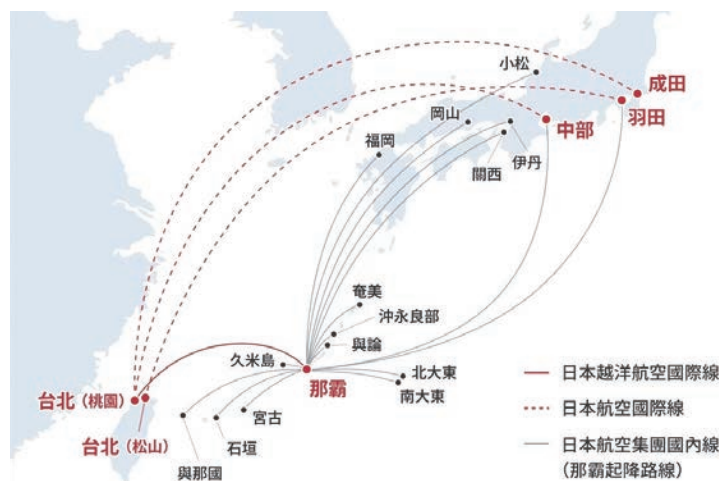 小松
成田
岡山
羽田
中部
福岡
伊丹
關西
奄美
沖永良部
與論
久米島
北大東
那霸
南大東
台北（桃園）
宮古
台北（松山）
石垣
與那國
日本越洋航空國際線
日本航空國際線
日本航空集團國內線
（那霸起降路線）